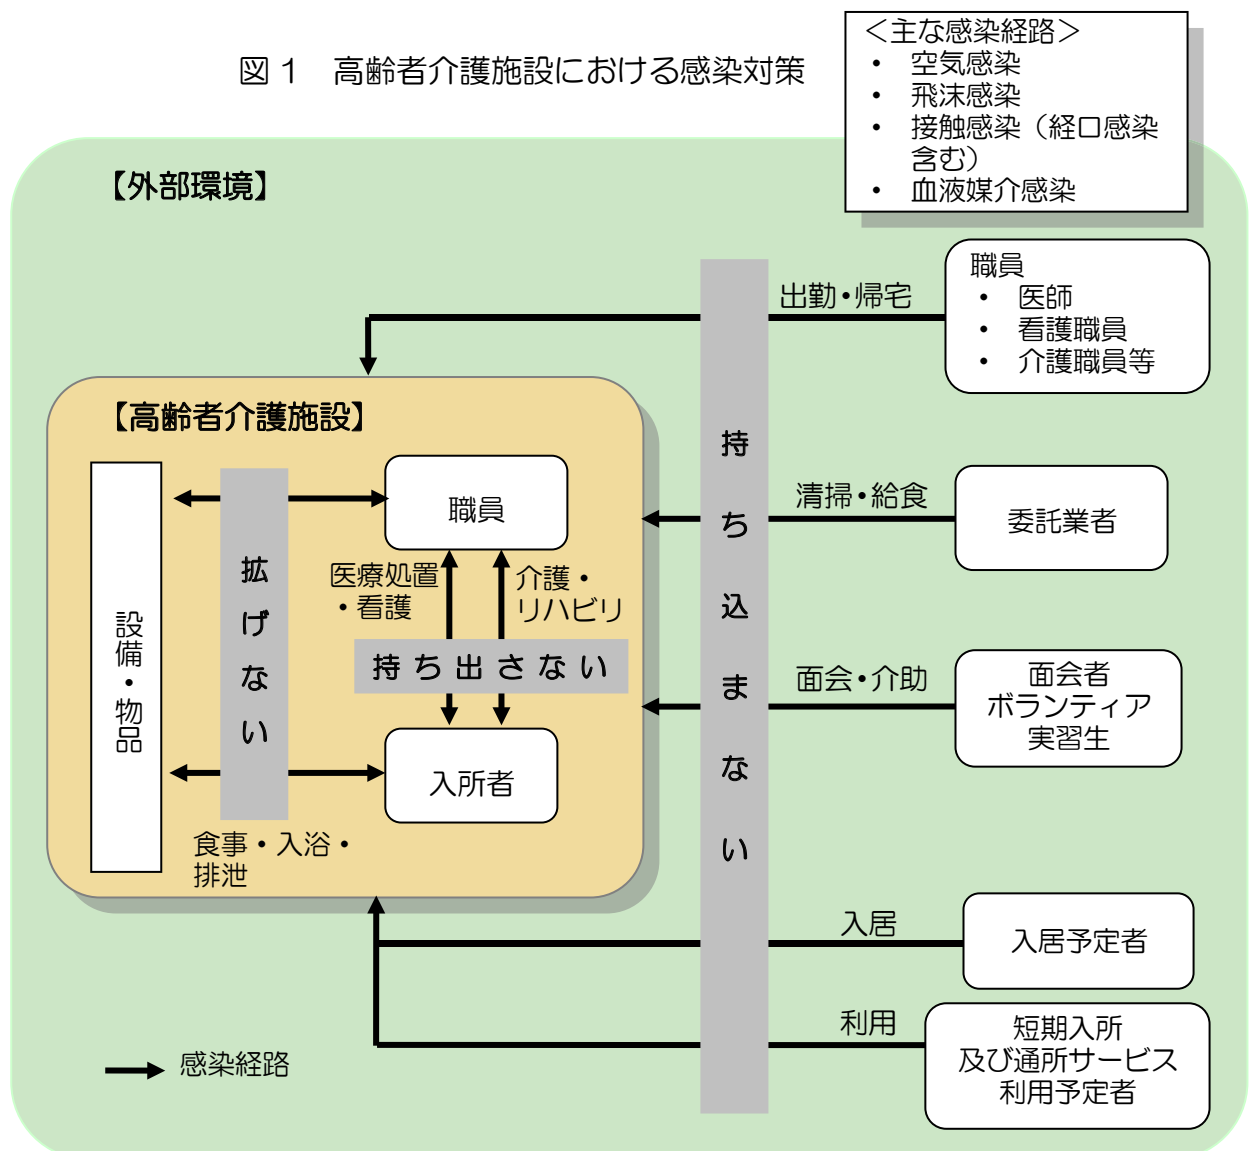 図１　高齢者介護施設における感染対策
＜主な感染経路＞
・ 空気感染
・ 飛沫感染
・ 接触感染（経口感染
含む）
・ 血液媒介感染
【外部環境】
出勤・帰宅
職員
・ 医師
・ 看護職員
・ 介護職員等
持ち込まない
清掃・給食
委託業者
面会・介助
面会者
ボランティア
実習生
入居
入居予定者
利用
短期入所
及び通所サービス
利用予定者
【高齢者介護施設】
設備・物品
拡げない
職員
医療処置
・看護
介護・
リハビリ
持ち出さない
入所者
食事・入浴・
排泄
感染経路